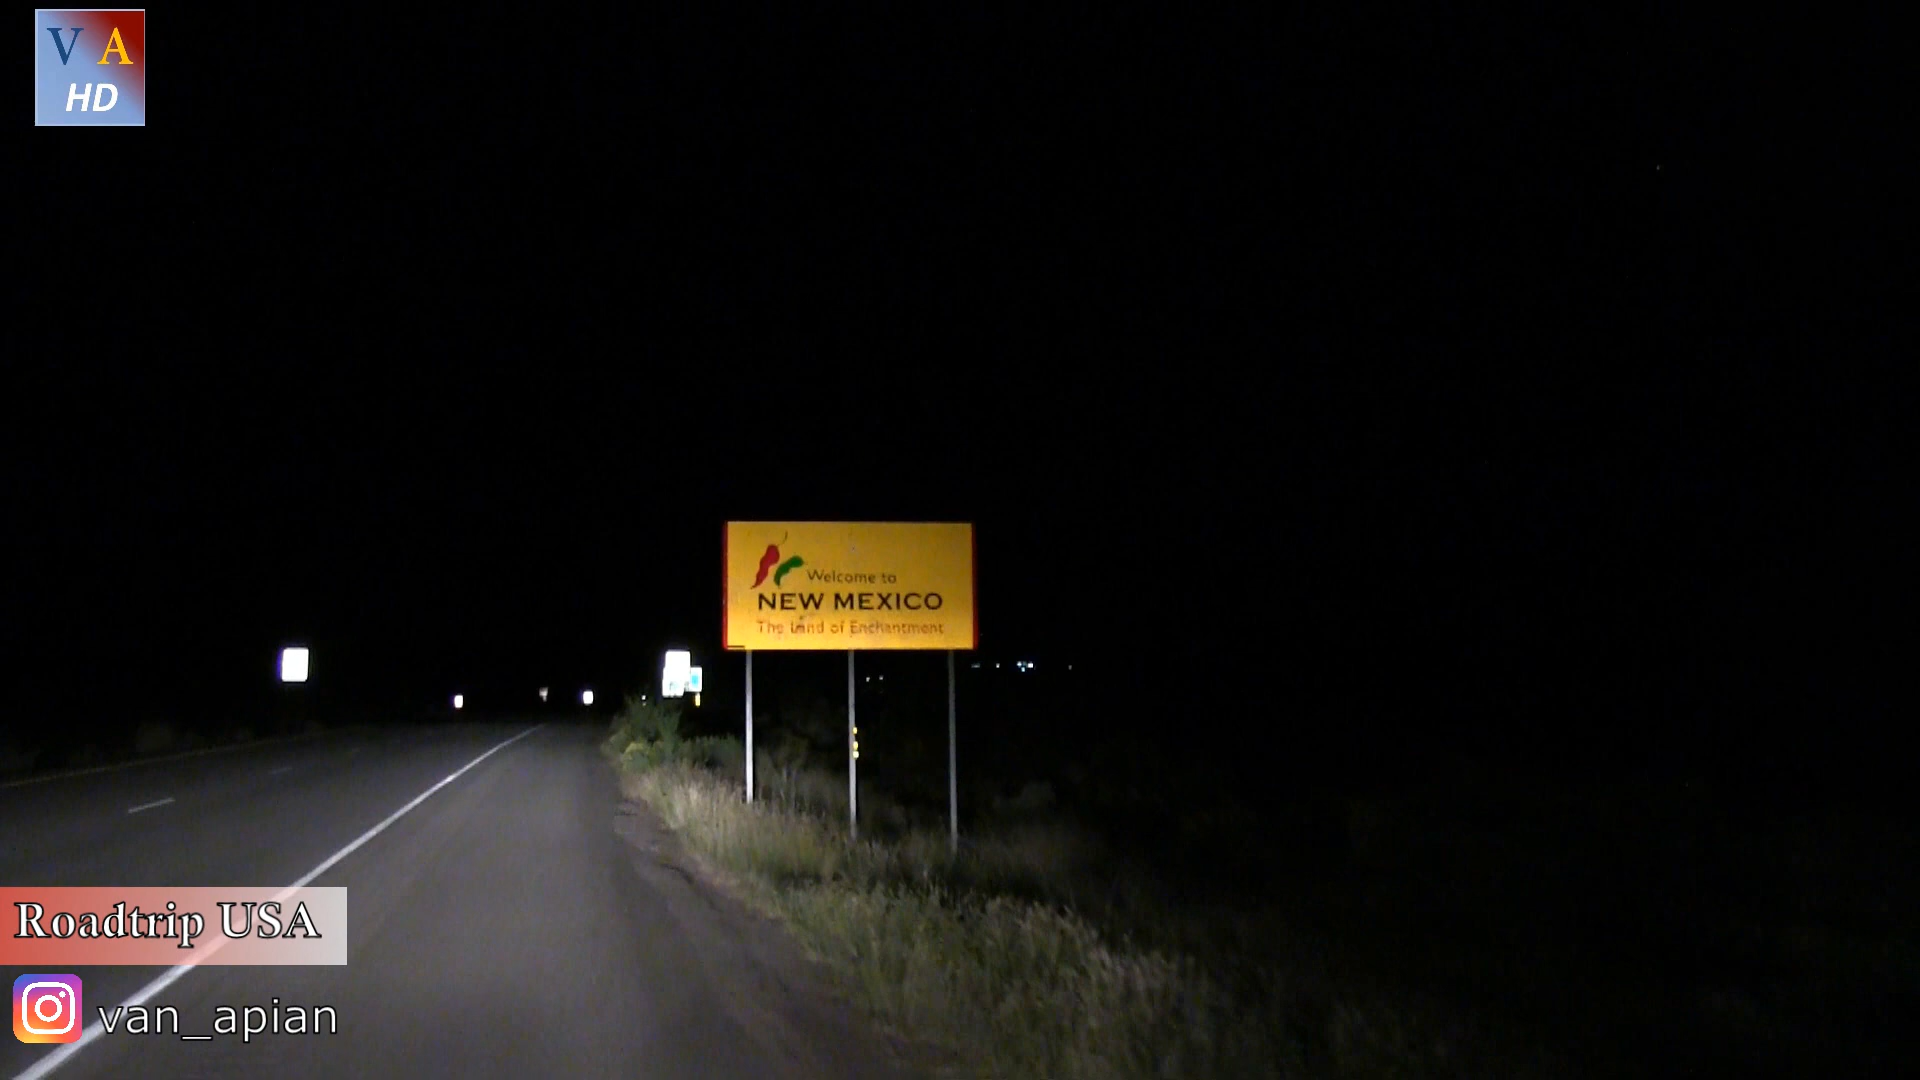 V A
HD
Welcome to
NEW MEXICO
The Land of Enchantment
Roadtrip USA
van_apian